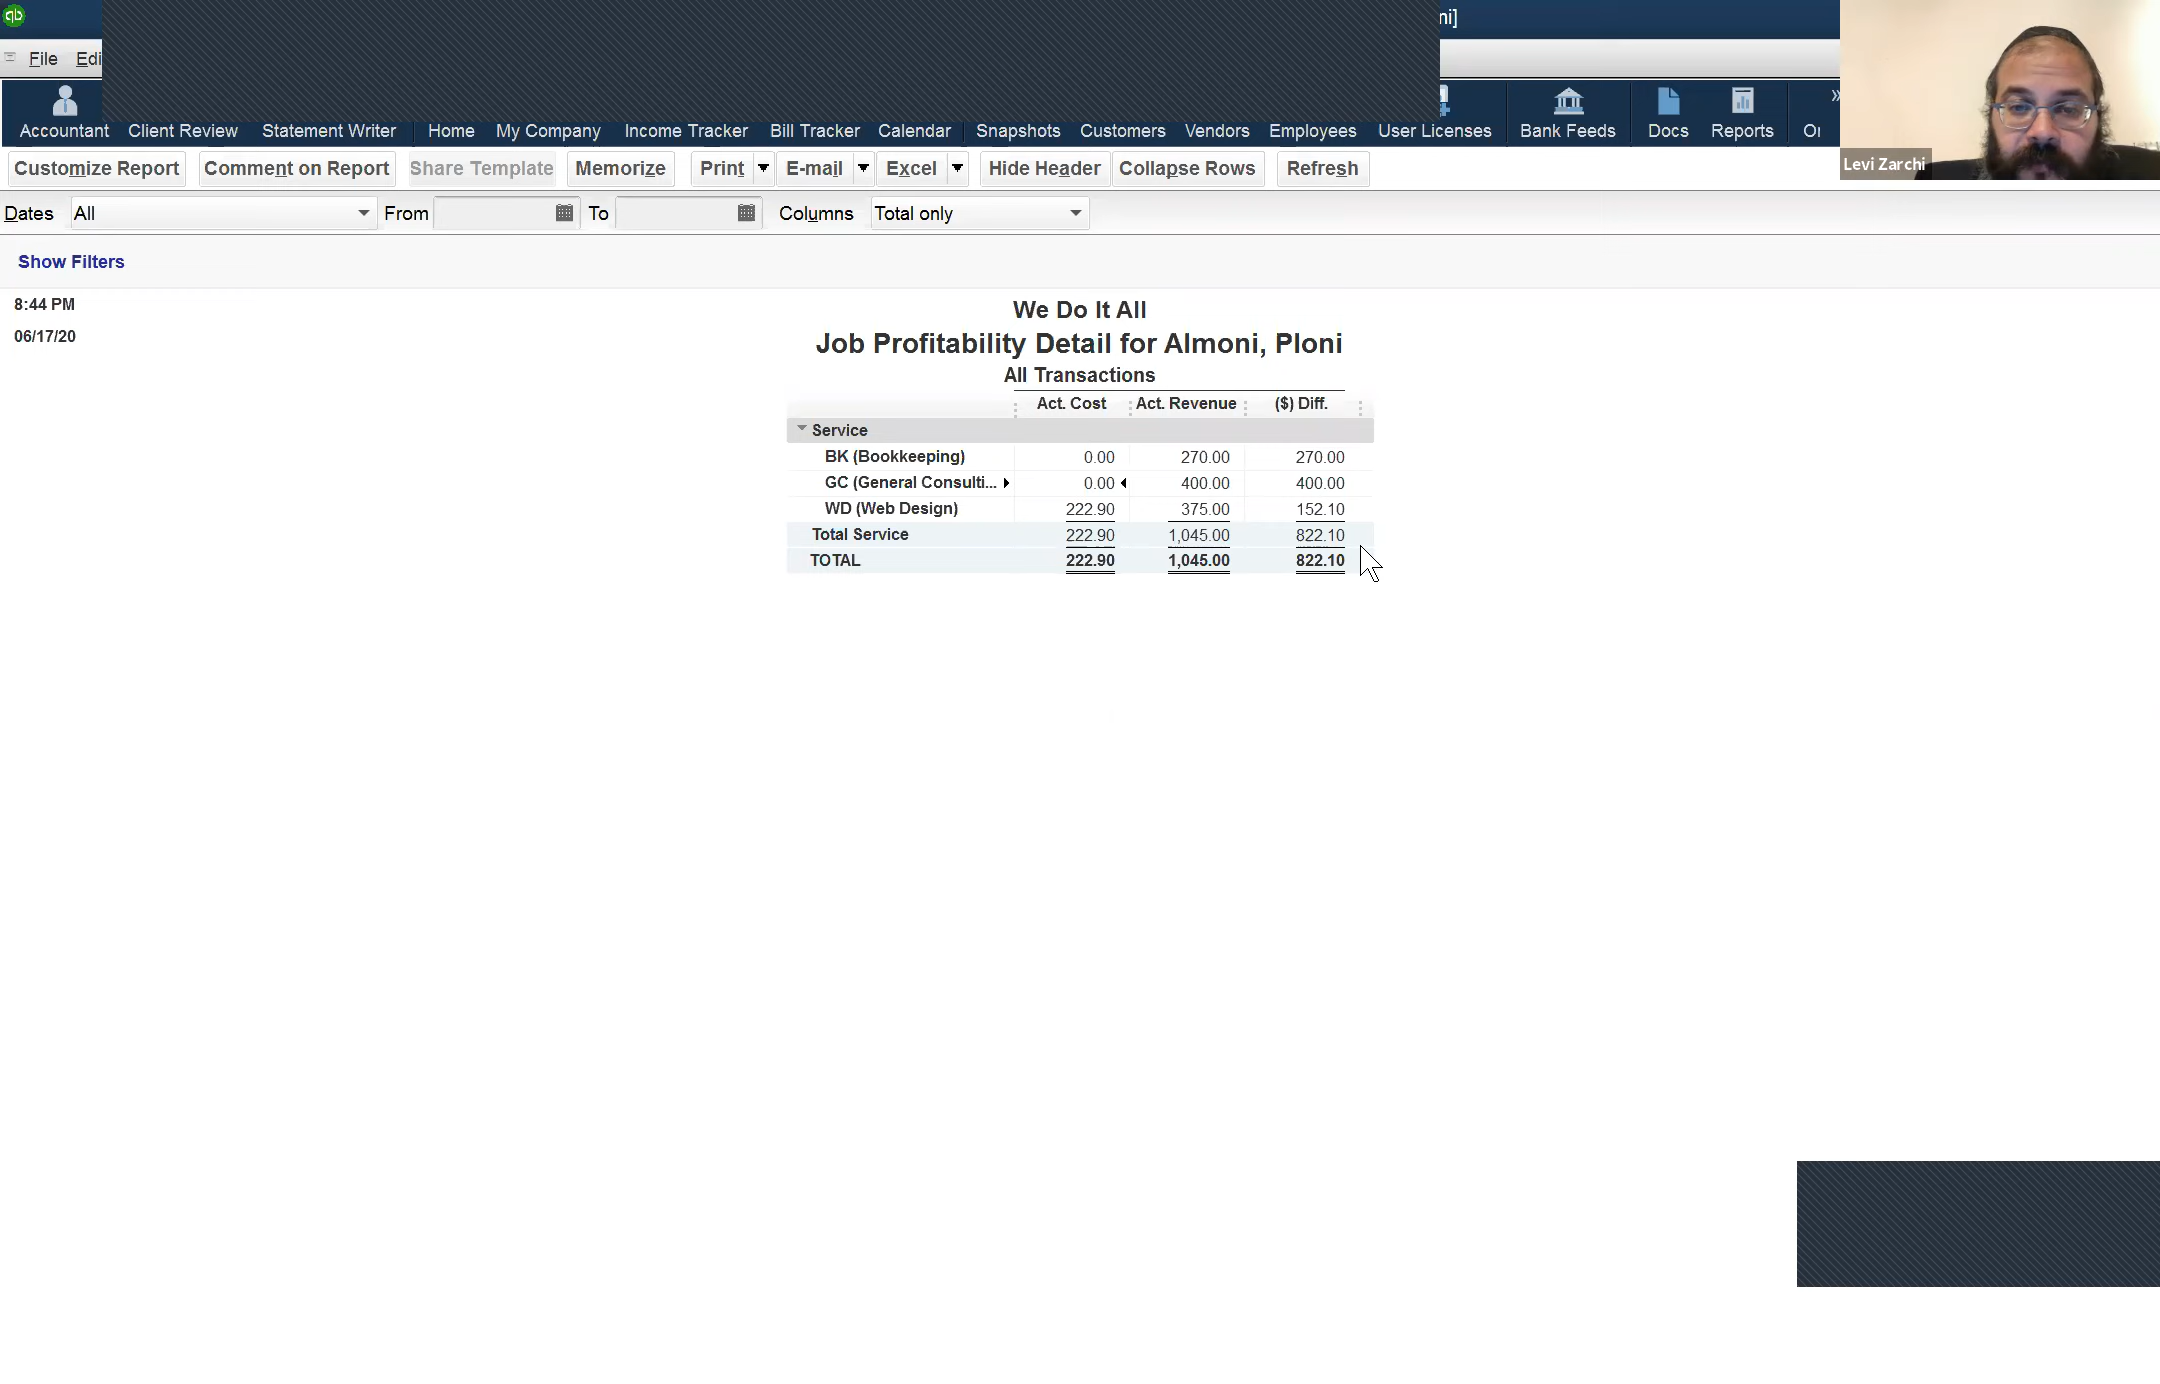 qb
ni]
File Edi
Accountant Client Review Statement Writer Home My Company Income Tracker Bill Tracker Calendar Snapshots Customers Vendors Employees User Licenses Bank Feeds Docs Reports
Levi Zarchi
Customize Report Comment on Report Share Template Memorize Print E-mail Excel Hide Header Collapse Rows Refresh
Dates All From To Columns Total only
Show Filters
8:44 PM
06/17/20
We Do It All
Job Profitability Detail for Almoni, Ploni
All Transactions
Act. Cost Act. Revenue ($) Diff.
Service
BK (Bookkeeping) 0.00 270.00 270.00
GC (General Consulti... 0.00 400.00 400.00
WD (Web Design) 222.90 375.00 152.10
Total Service 222.90 1,045.00 822.10
TOTAL 222.90 1,045.00 822.10